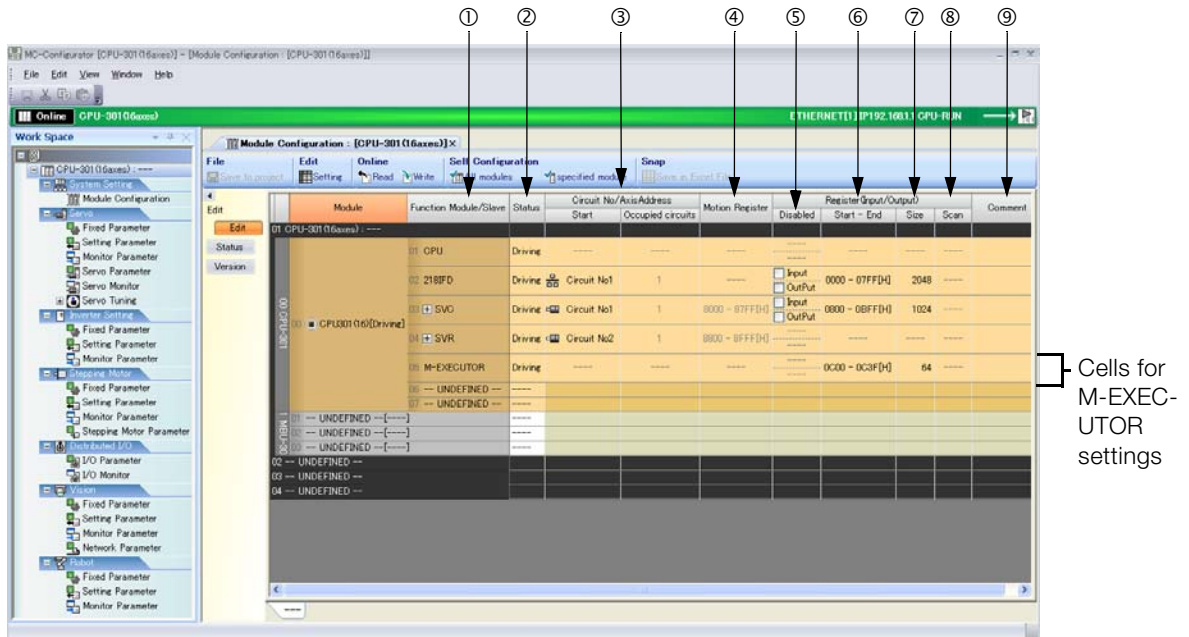 ① ② ③ ④ ⑤ ⑥ ⑦ ⑧ ⑨
MC-Configurator [CPU-301(16axes)] - [Module Configuration : [CPU-301(16axes)]]
File Edit View Window Help
Online CPU-301(16axes) ETHERNET[1] IP192.168.1.1 CPU-RUN
Work Space
CPU-301(16axes) : ----
System Setting
Module Configuration
Servo
Fixed Parameter
Setting Parameter
Monitor Parameter
Servo Parameter
Servo Monitor
Servo Tuning
Inverter Setting
Fixed Parameter
Setting Parameter
Monitor Parameter
Stepping Motor
Fixed Parameter
Setting Parameter
Monitor Parameter
Stepping Motor Parameter
Distributed I/O
I/O Parameter
I/O Monitor
Vision
Fixed Parameter
Setting Parameter
Monitor Parameter
Network Parameter
Robot
Fixed Parameter
Setting Parameter
Monitor Parameter
Module Configuration : [CPU-301(16axes)]
File Edit Online Self Configuration Snap
Save to project Setting Read Write All modules specified module Save in Excel File
Edit
Edit
Status
Version
Module Function Module/Slave Status Circuit No/AxisAddress Motion Register Register(Input/Output) Comment
Start Occupied circuits Disabled Start - End Size Scan
01 CPU-301(16axes) : ----
00 CPU-301
00 CPU301(16)[Driving]
01 CPU Driving ---- ---- ---- ---- ---- ---- ----
02 218IFD Driving Circuit No1 1 ---- Input OutPut 0000 - 07FF[H] 2048
03 SVC Driving Circuit No1 1 8000 - 87FF[H] Input OutPut 0800 - 0BFF[H] 1024
04 SVR Driving Circuit No2 1 8800 - 8FFF[H] ---- ---- ---- ----
05 M-EXECUTOR Driving ---- ---- ---- ---- 0C00 - 0C3F[H] 64
06 -- UNDEFINED -- ----
07 -- UNDEFINED -- ----
01 -- UNDEFINED --[----] ----
02 -- UNDEFINED --[----] ----
03 -- UNDEFINED --[----] ----
02 -- UNDEFINED --
03 -- UNDEFINED --
04 -- UNDEFINED --
----
Cells for
M-EXEC-
UTOR
settings